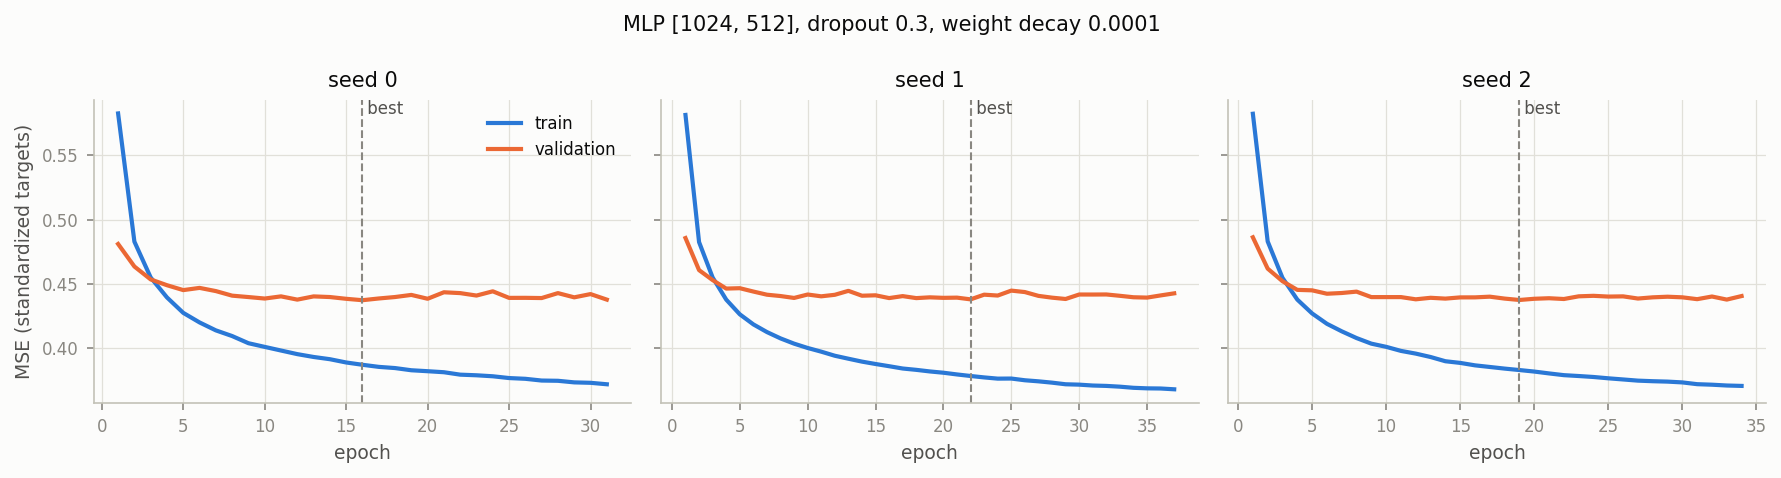 MLP [1024, 512], dropout 0.3, weight decay 0.0001
seed 0
seed 1
seed 2
best
train
validation
best
best
MSE (standardized targets)
0.55
0.50
0.45
0.40
0 5 10 15 20 25 30
0 5 10 15 20 25 30 35
0 5 10 15 20 25 30 35
epoch
epoch
epoch